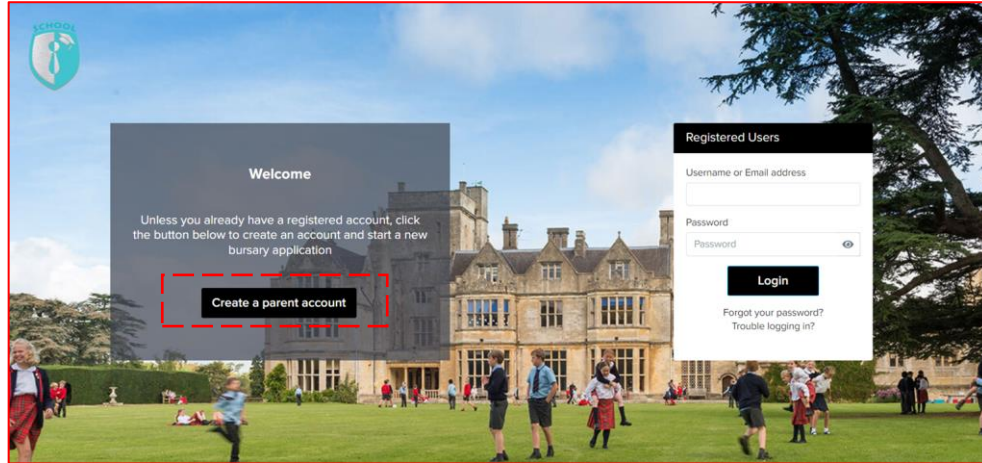 SCHOOL
Welcome
Unless you already have a registered account, click
the button below to create an account and start a new
bursary application
Create a parent account
Registered Users
Username or Email address
Password
Password
Login
Forgot your password?
Trouble logging in?